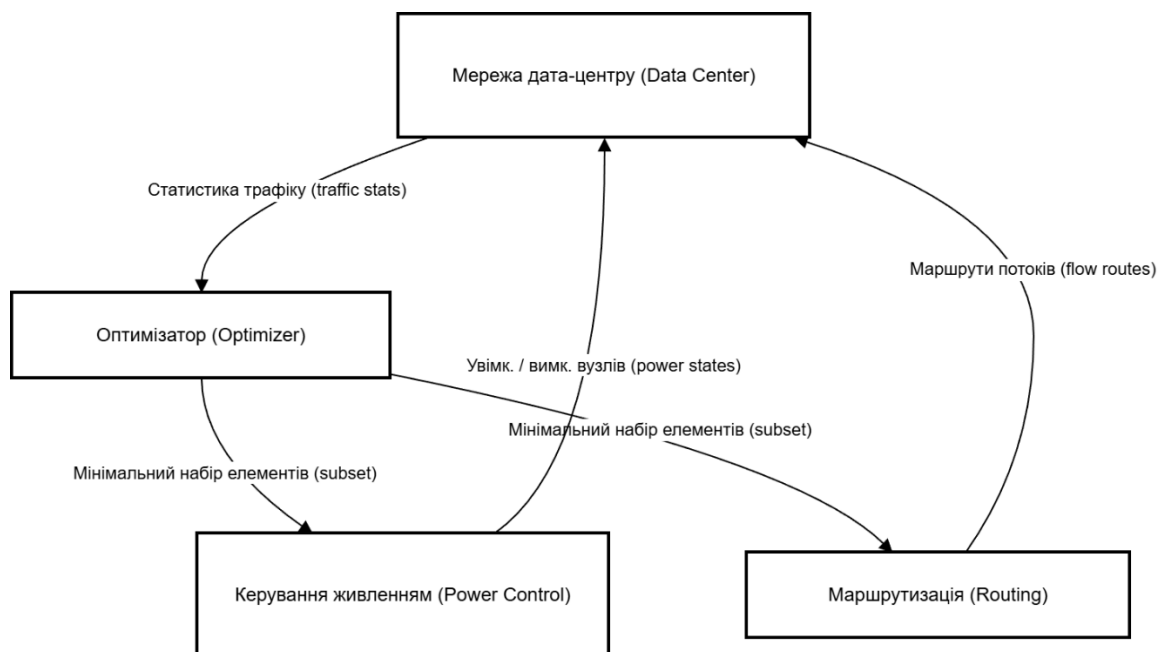 Мережа дата-центру (Data Center)
Статистика трафіку (traffic stats)
Маршрути потоків (flow routes)
Оптимізатор (Optimizer)
Увімк. / вимк. вузлів (power states)
Мінімальний набір елементів (subset)
Мінімальний набір елементів (subset)
Керування живленням (Power Control)
Маршрутизація (Routing)